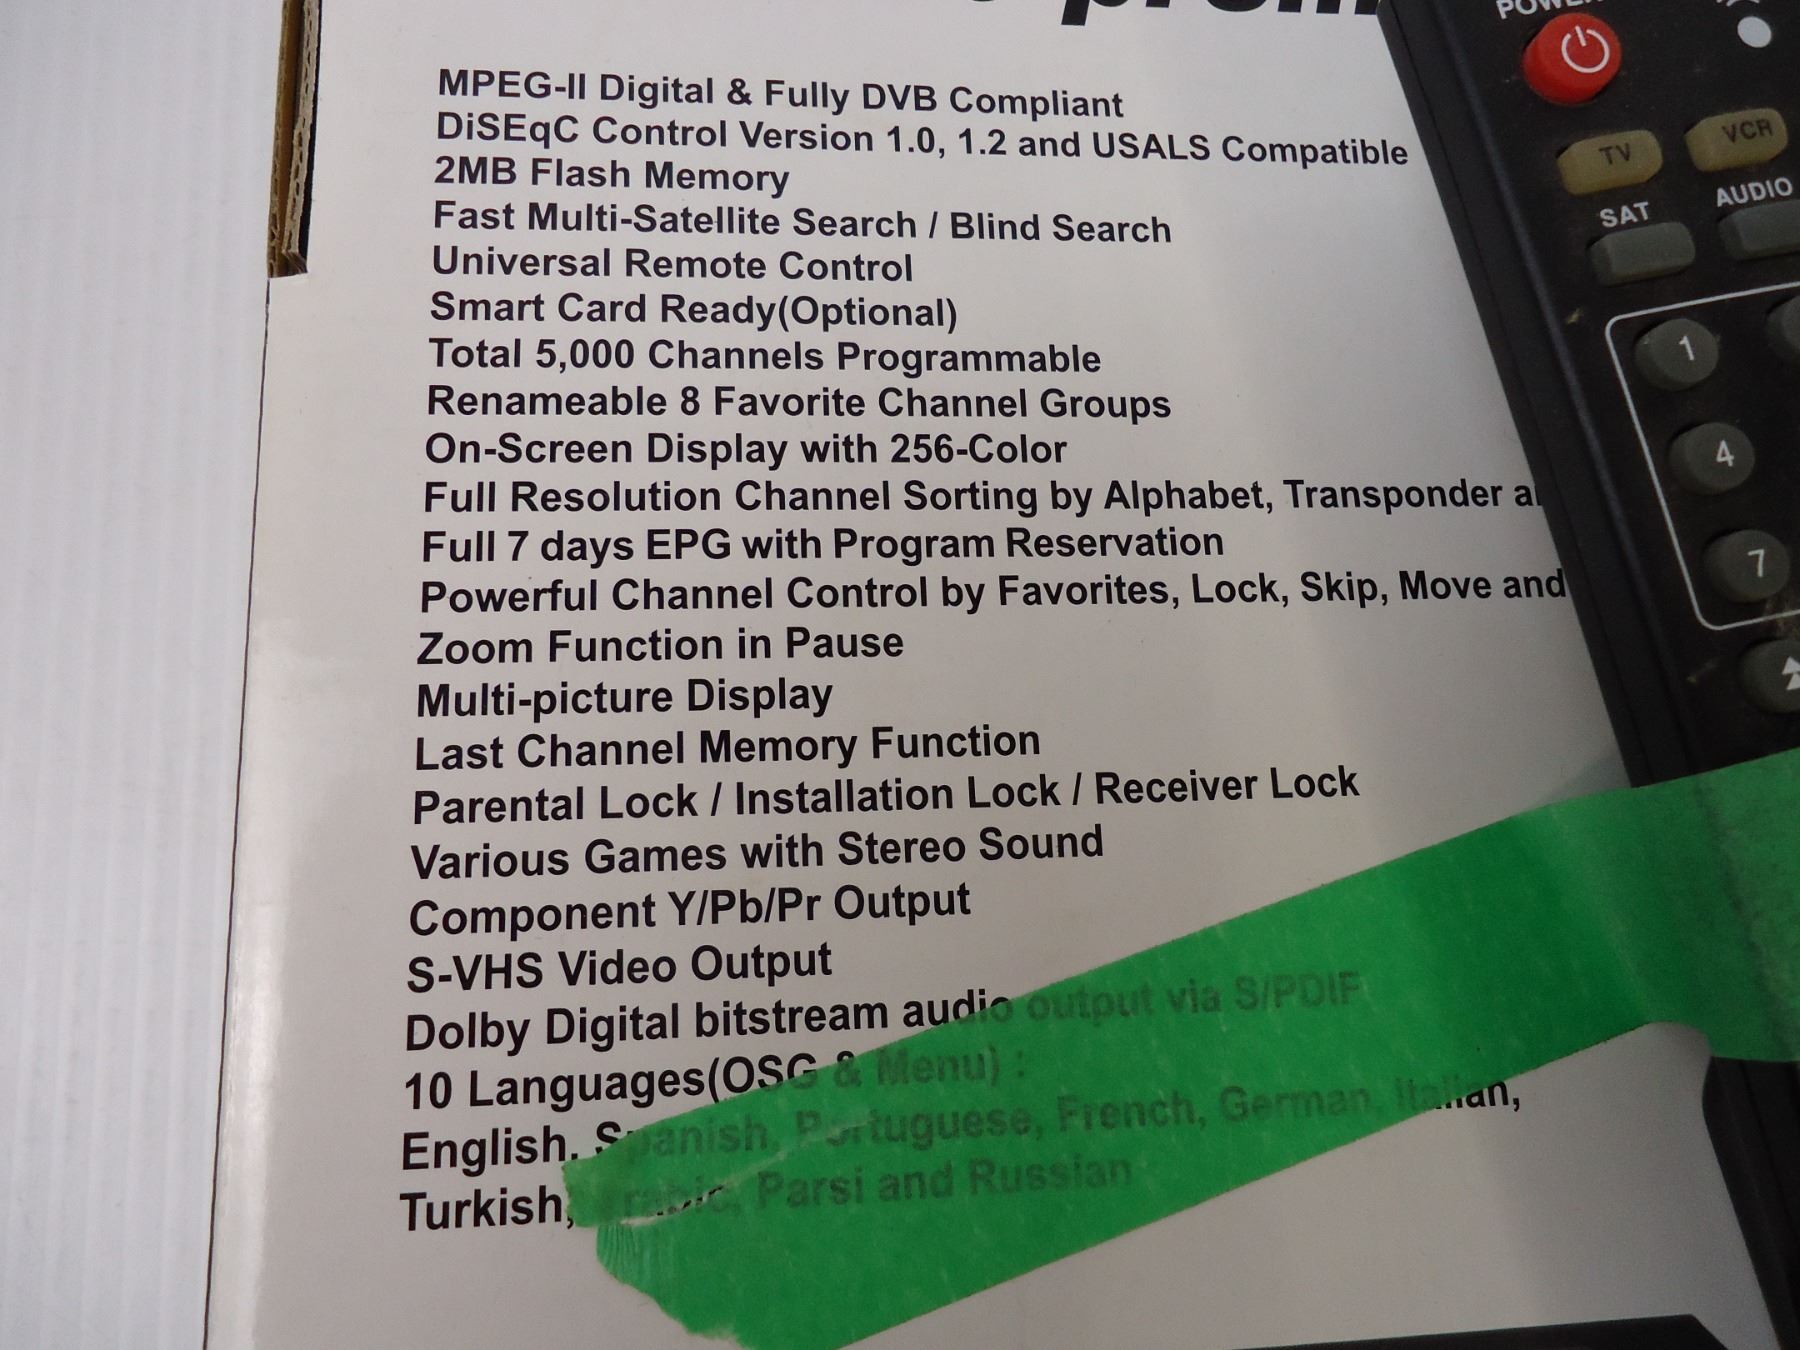 MPEG-II Digital & Fully DVB Compliant
DiSEqC Control Version 1.0, 1.2 and USALS Compatible
2MB Flash Memory
Fast Multi-Satellite Search / Blind Search
Universal Remote Control
Smart Card Ready(Optional)
Total 5,000 Channels Programmable
Renameable 8 Favorite Channel Groups
On-Screen Display with 256-Color
Full Resolution Channel Sorting by Alphabet, Transponder
Full 7 days EPG with Program Reservation
Powerful Channel Control by Favorites, Lock, Skip, Move and
Zoom Function in Pause
Multi-picture Display
Last Channel Memory Function
Parental Lock / Installation Lock / Receiver Lock
Various Games with Stereo Sound
Component Y/Pb/Pr Output
S-VHS Video Output
Dolby Digital bitstream audio output via S/PDIF
10 Languages(OSG & Menu) :
English, Spanish, Portuguese, French, German, Italian,
Turkish, Arabic, Parsi and Russian
POWER
TV VCR
SAT AUDIO
1
4
7